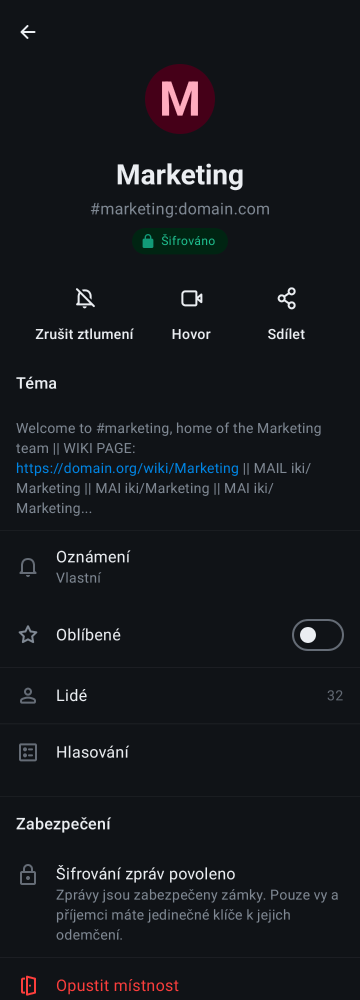 M
Marketing
#marketing:domain.com
Šifrováno
Zrušit ztlumení
Hovor
Sdílet
Téma
Welcome to #marketing, home of the Marketing
team || WIKI PAGE:
https://domain.org/wiki/Marketing || MAIL iki/
Marketing || MAI iki/Marketing || MAI iki/
Marketing...
Oznámení
Vlastní
Oblíbené
Lidé 32
Hlasování
Zabezpečení
Šifrování zpráv povoleno
Zprávy jsou zabezpečeny zámky. Pouze vy a
příjemci máte jedinečné klíče k jejich
odemčení.
Opustit místnost